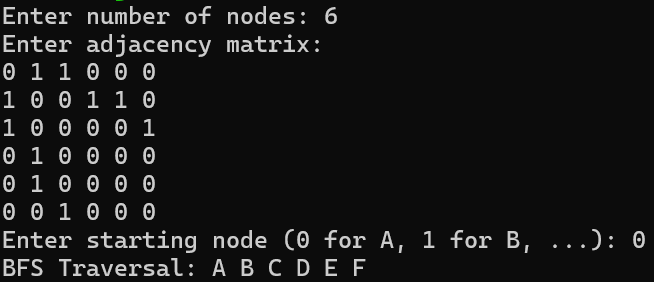 Enter number of nodes: 6
Enter adjacency matrix:
0 1 1 0 0 0
1 0 0 1 1 0
1 0 0 0 0 1
0 1 0 0 0 0
0 1 0 0 0 0
0 0 1 0 0 0
Enter starting node (0 for A, 1 for B, ...): 0
BFS Traversal: A B C D E F